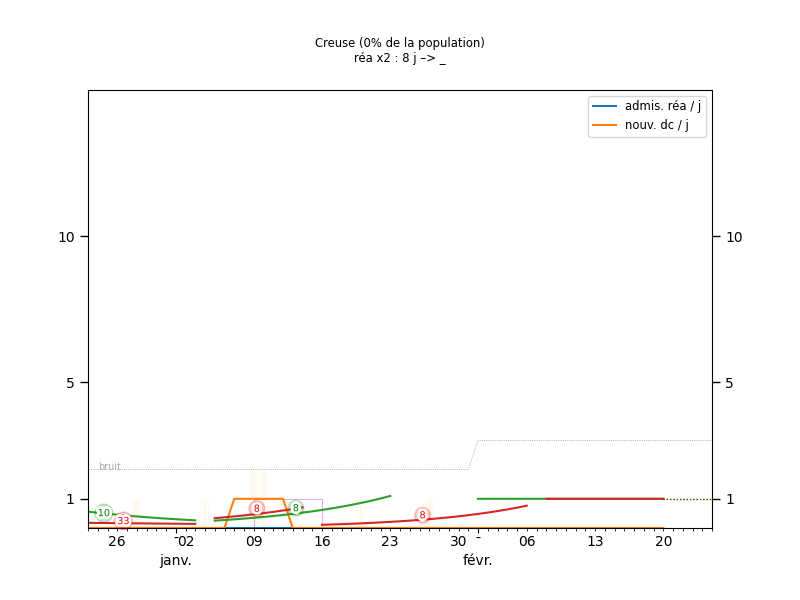 Creuse (0% de la population)
réa x2 : 8 j –> _
admis. réa / j
nouv. dc / j
10 10
5 5
bruit
1 1
10 33 8 8 8
26 02 09 16 23 30 06 13 20
janv. févr.